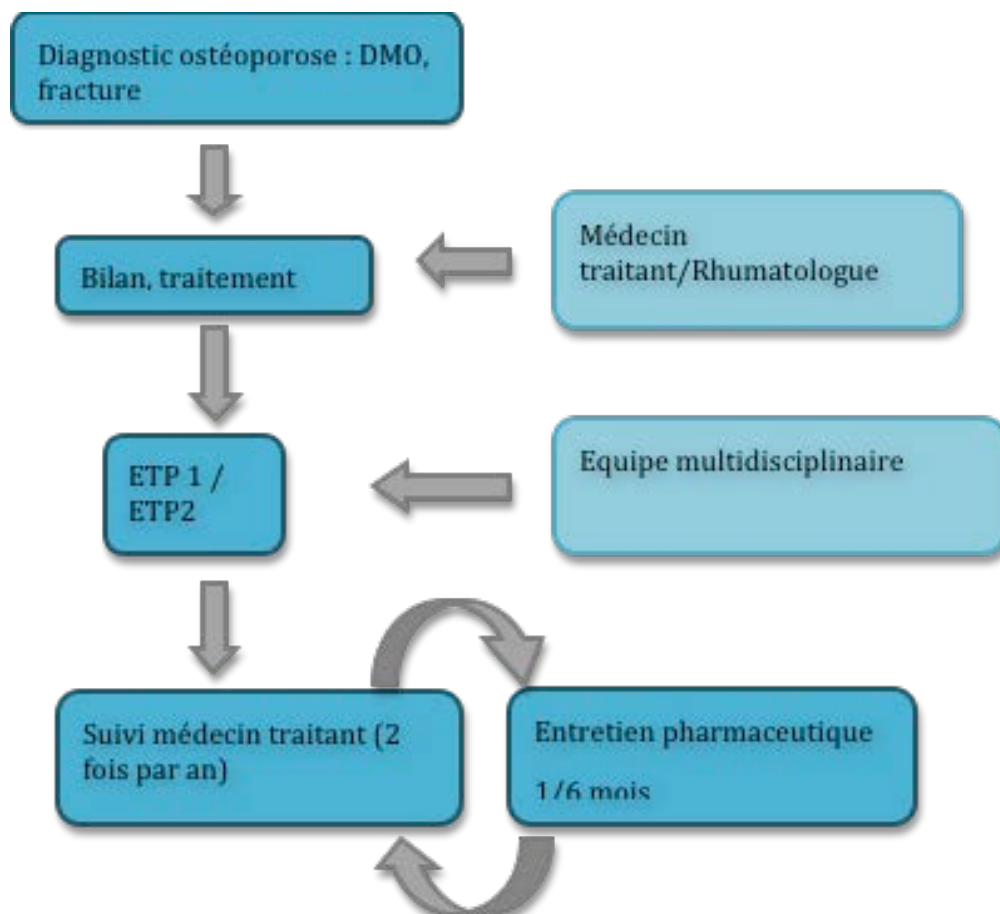 Diagnostic ostéoporose : DMO,
fracture
Bilan, traitement
Médecin
traitant/Rhumatologue
ETP 1 /
ETP2
Equipe multidisciplinaire
Suivi médecin traitant (2
fois par an)
Entretien pharmaceutique
1/6 mois